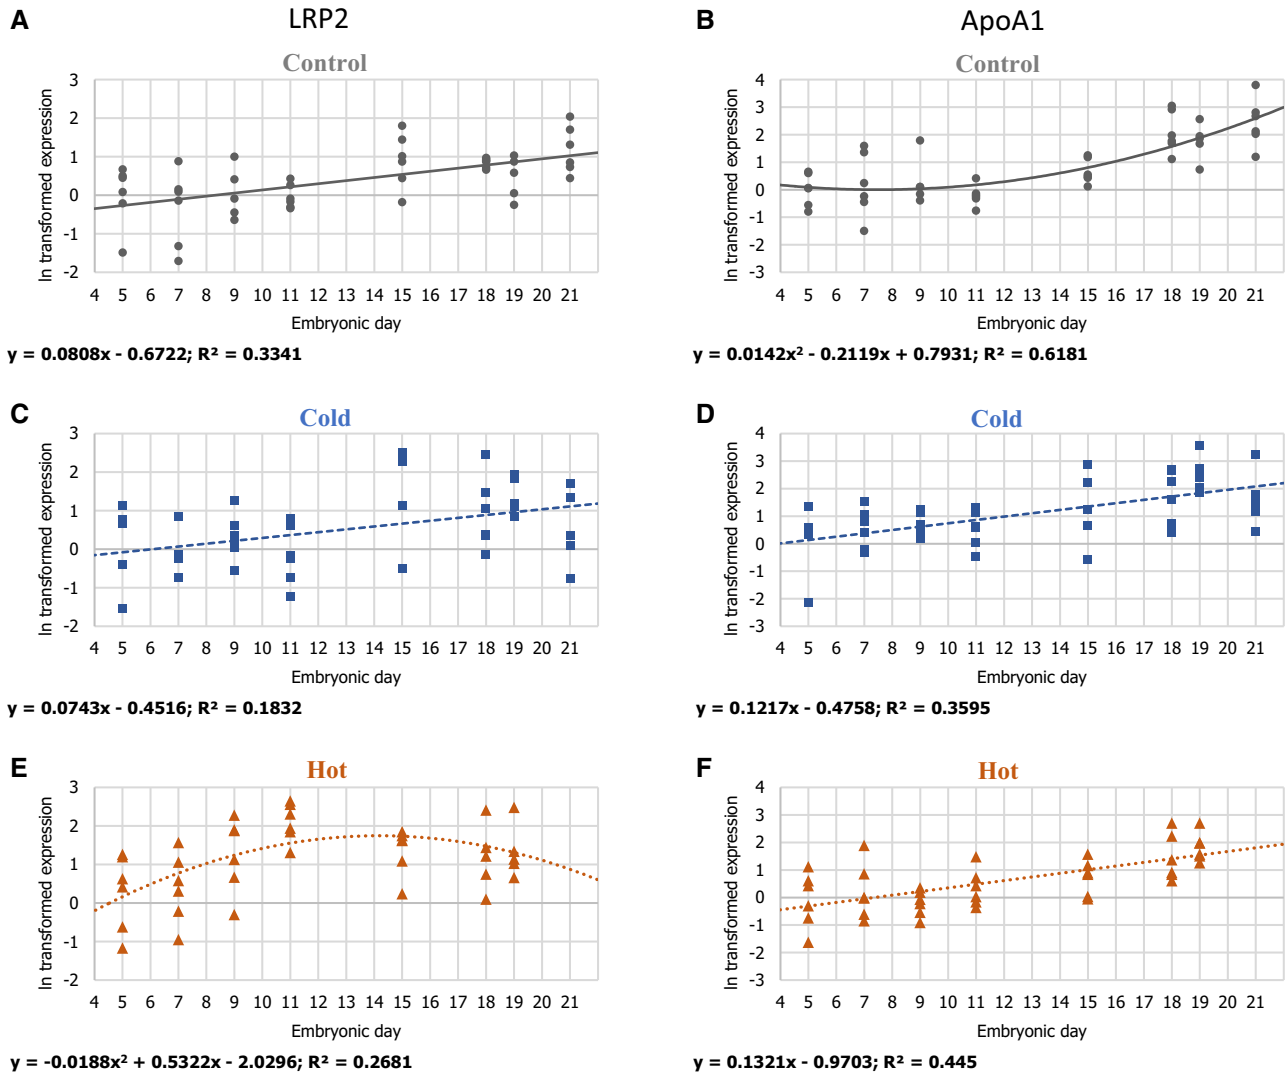 A
LRP2
Control
ln transformed expression
3
2
1
0
-1
-2
4 5 6 7 8 9 10 11 12 13 14 15 16 17 18 19 20 21
Embryonic day
y = 0.0808x - 0.6722; R² = 0.3341
B
ApoA1
Control
ln transformed expression
4
3
2
1
0
-1
-2
-3
4 5 6 7 8 9 10 11 12 13 14 15 16 17 18 19 20 21
Embryonic day
y = 0.0142x² - 0.2119x + 0.7931; R² = 0.6181
C
Cold
ln transformed expression
3
2
1
0
-1
-2
4 5 6 7 8 9 10 11 12 13 14 15 16 17 18 19 20 21
Embryonic day
y = 0.0743x - 0.4516; R² = 0.1832
D
Cold
ln transformed expression
4
3
2
1
0
-1
-2
-3
4 5 6 7 8 9 10 11 12 13 14 15 16 17 18 19 20 21
Embryonic day
y = 0.1217x - 0.4758; R² = 0.3595
E
Hot
ln transformed expression
3
2
1
0
-1
-2
4 5 6 7 8 9 10 11 12 13 14 15 16 17 18 19 20 21
Embryonic day
y = -0.0188x² + 0.5322x - 2.0296; R² = 0.2681
F
Hot
ln transformed expression
4
3
2
1
0
-1
-2
-3
4 5 6 7 8 9 10 11 12 13 14 15 16 17 18 19 20 21
Embryonic day
y = 0.1321x - 0.9703; R² = 0.445